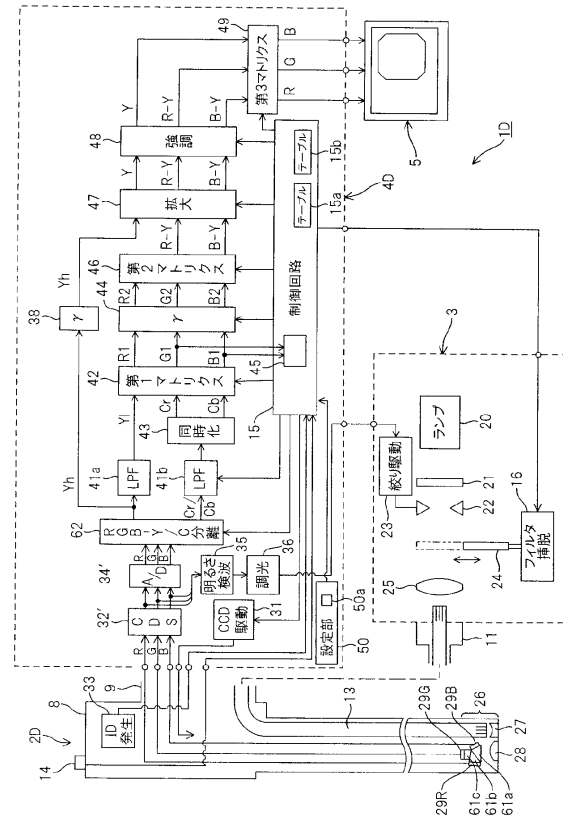 1D
2D
14
8
33
ID発生
9
32'
CDS
R
G
B
34'
A/D
R
G
B
62
RGB-Y/C分離
Yh
Cr/Cb
41a
LPF
41b
LPF
Yl
43
同時化
Cr
Cb
42
第1マトリクス
R1
G1
B1
38
γ
Yh
44
γ
R2
G2
B2
46
第2マトリクス
R-Y
B-Y
47
拡大
Y
R-Y
B-Y
48
強調
Y
R-Y
B-Y
49
第3マトリクス
R
G
B
5
明るさ検波
35
調光
36
CCD駆動
31
設定部
50
50a
15
45
制御回路
テーブル
15a
テーブル
15b
4D
3
ランプ
20
絞り駆動
23
21
22
24
25
フィルタ挿脱
16
11
13
26
27
28
29G
29B
29R
61c
61b
61a